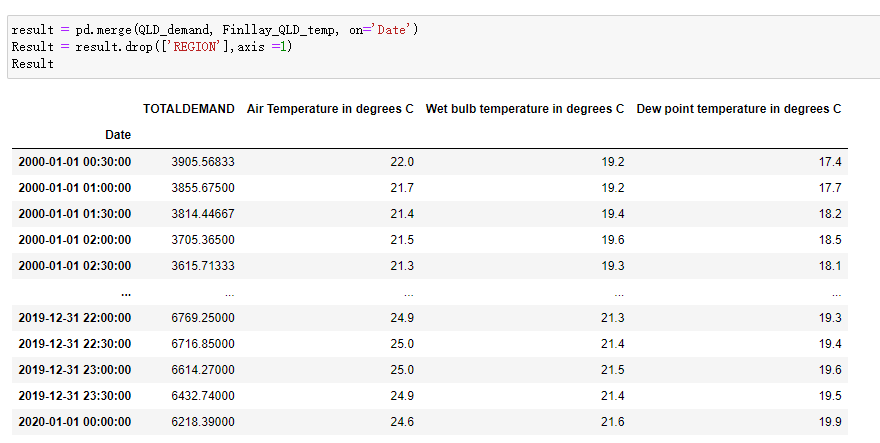 result = pd.merge(QLD_demand, Finllay_QLD_temp, on='Date')
Result = result.drop(['REGION'],axis =1)
Result
TOTALDEMAND Air Temperature in degrees C Wet bulb temperature in degrees C Dew point temperature in degrees C
Date
2000-01-01 00:30:00 3905.56833 22.0 19.2 17.4
2000-01-01 01:00:00 3855.67500 21.7 19.2 17.7
2000-01-01 01:30:00 3814.44667 21.4 19.4 18.2
2000-01-01 02:00:00 3705.36500 21.5 19.6 18.5
2000-01-01 02:30:00 3615.71333 21.3 19.3 18.1
... ... ... ... ...
2019-12-31 22:00:00 6769.25000 24.9 21.3 19.3
2019-12-31 22:30:00 6716.85000 25.0 21.4 19.4
2019-12-31 23:00:00 6614.27000 25.0 21.5 19.6
2019-12-31 23:30:00 6432.74000 24.9 21.4 19.5
2020-01-01 00:00:00 6218.39000 24.6 21.6 19.9